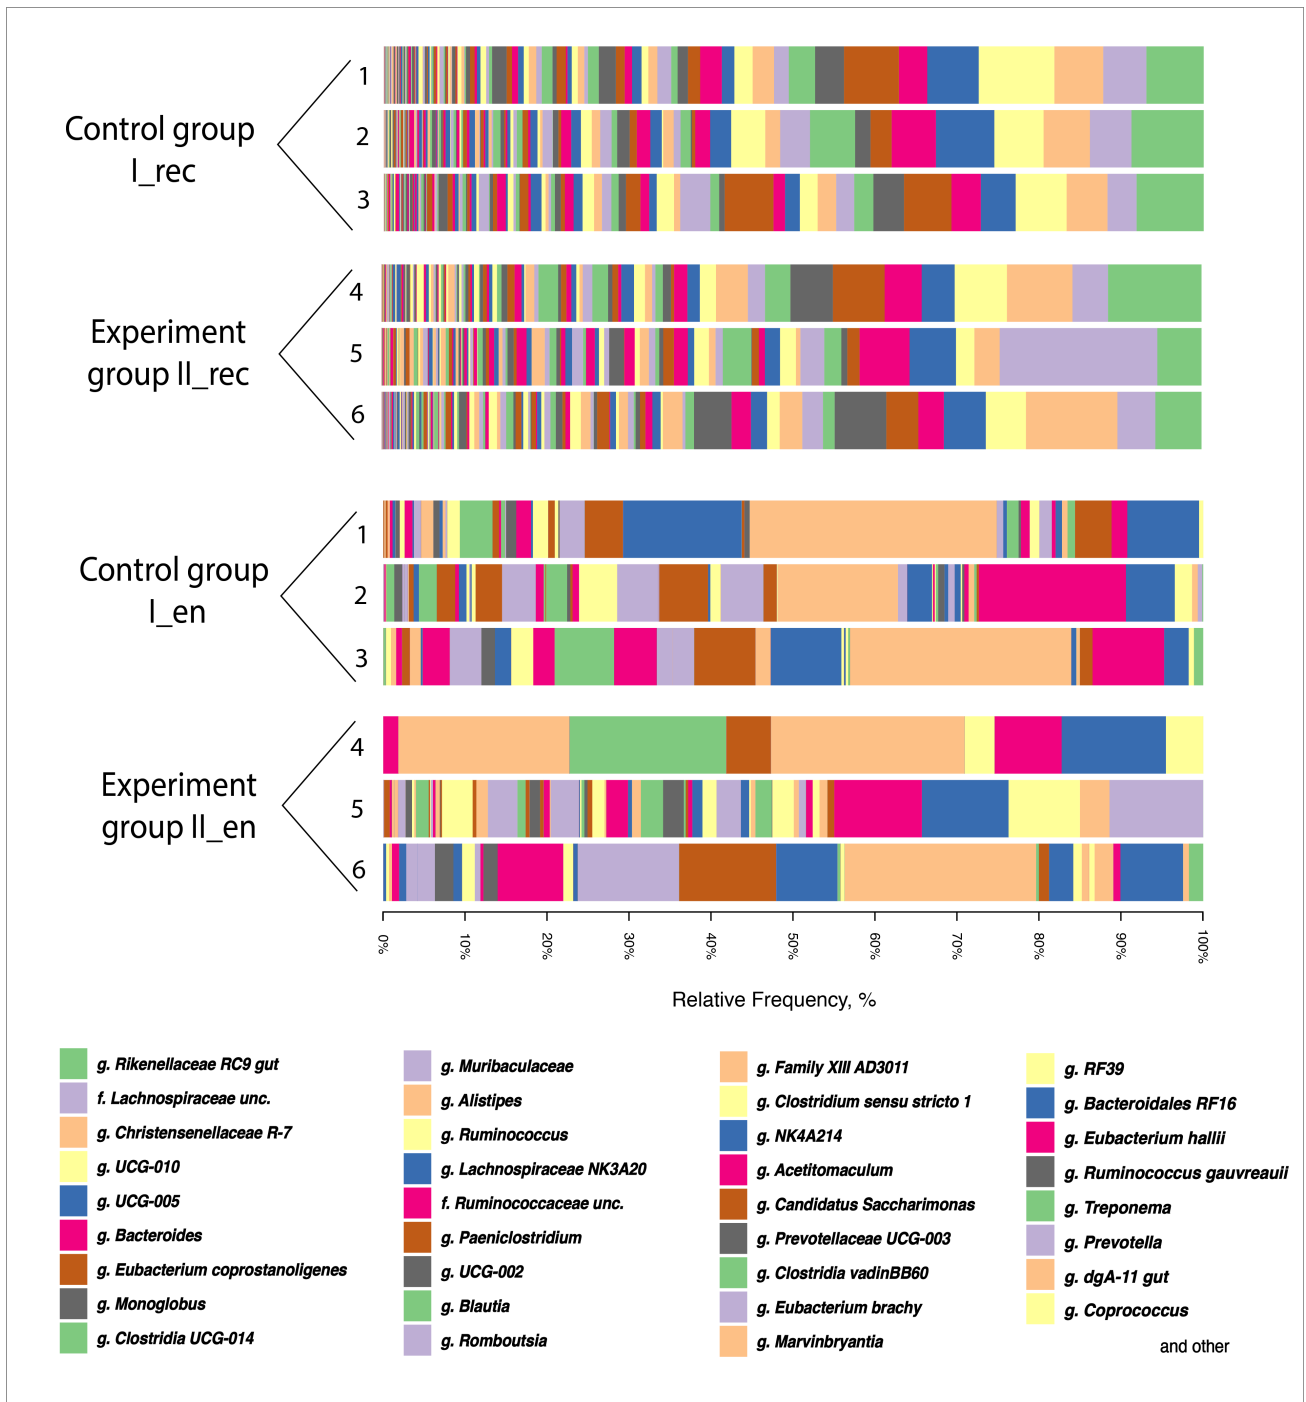 Control group
I_rec
1
2
3
Experiment
group II_rec
4
5
6
Control group
I_en
1
2
3
Experiment
group II_en
4
5
6
0%
10%
20%
30%
40%
50%
60%
70%
80%
90%
100%
Relative Frequency, %
g. Rikenellaceae RC9 gut
f. Lachnospiraceae unc.
g. Christensenellaceae R-7
g. UCG-010
g. UCG-005
g. Bacteroides
g. Eubacterium coprostanoligenes
g. Monoglobus
g. Clostridia UCG-014
g. Muribaculaceae
g. Alistipes
g. Ruminococcus
g. Lachnospiraceae NK3A20
f. Ruminococcaceae unc.
g. Paeniclostridium
g. UCG-002
g. Blautia
g. Romboutsia
g. Family XIII AD3011
g. Clostridium sensu stricto 1
g. NK4A214
g. Acetitomaculum
g. Candidatus Saccharimonas
g. Prevotellaceae UCG-003
g. Clostridia vadinBB60
g. Eubacterium brachy
g. Marvinbryantia
g. RF39
g. Bacteroidales RF16
g. Eubacterium hallii
g. Ruminococcus gauvreauii
g. Treponema
g. Prevotella
g. dgA-11 gut
g. Coprococcus
and other